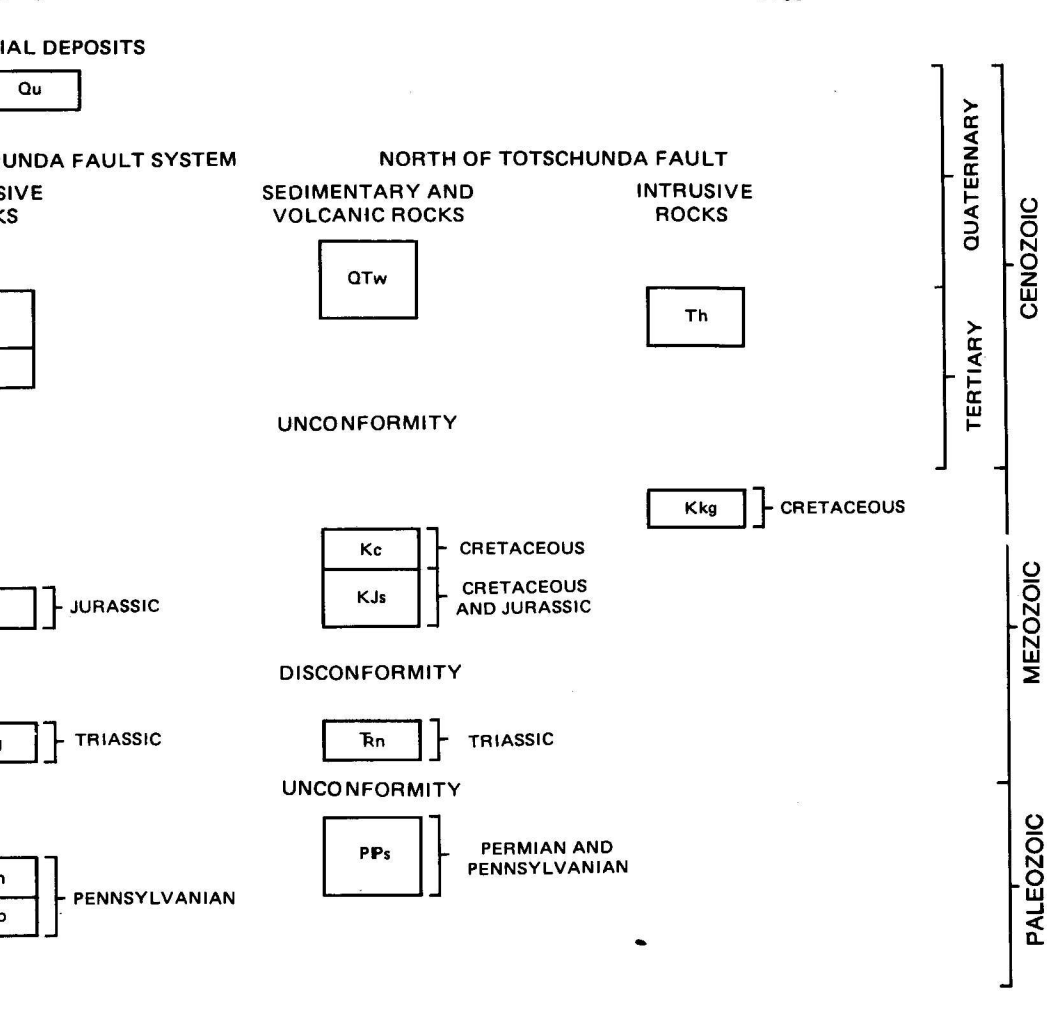 IAL DEPOSITS
Qu
UNDA FAULT SYSTEM
NORTH OF TOTSCHUNDA FAULT
SIVE
KS
SEDIMENTARY AND
VOLCANIC ROCKS
INTRUSIVE
ROCKS
QTw
Th
UNCONFORMITY
Kkg
CRETACEOUS
Kc
CRETACEOUS
KJs
CRETACEOUS
AND JURASSIC
JURASSIC
DISCONFORMITY
TRIASSIC
TRn
TRIASSIC
UNCONFORMITY
PIPs
PERMIAN AND
PENNSYLVANIAN
PENNSYLVANIAN
QUATERNARY
TERTIARY
CENOZOIC
MEZOZOIC
PALEOZOIC